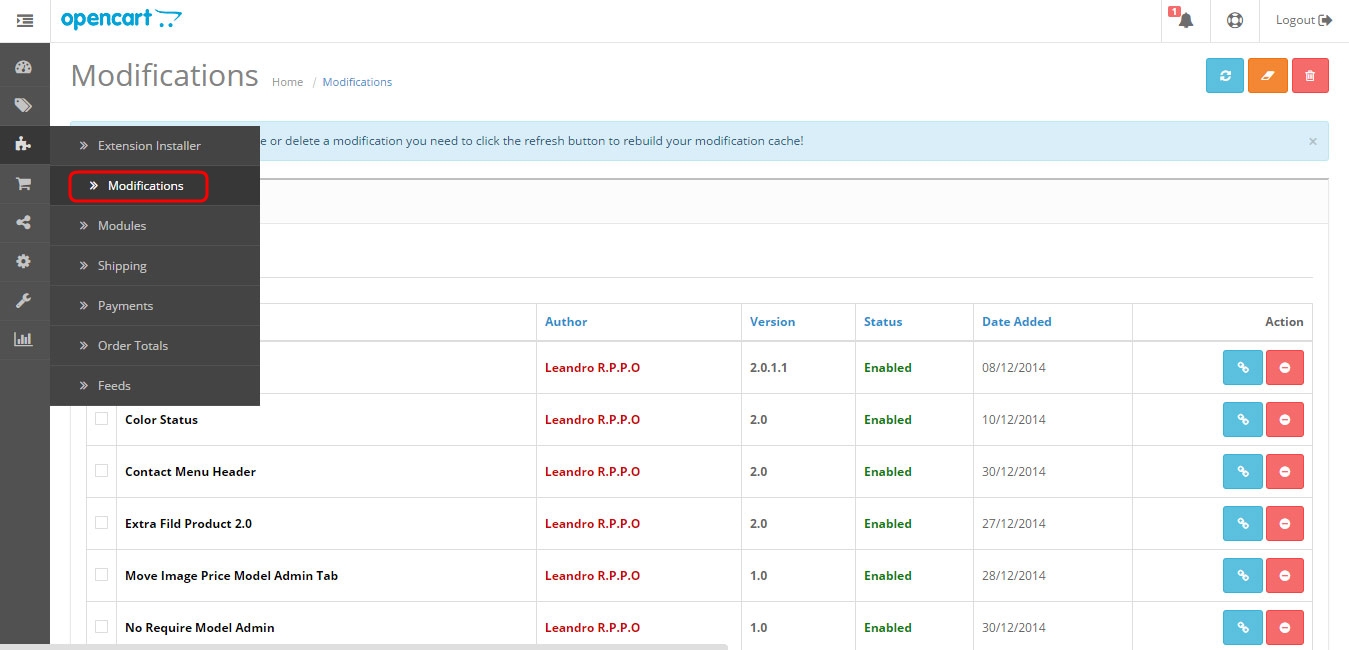 opencart
1
Logout
Modifications
Home / Modifications
Extension Installer
e or delete a modification you need to click the refresh button to rebuild your modification cache! ×
Modifications
Modules
Shipping
Payments
Order Totals
Feeds
Author Version Status Date Added Action
Leandro R.P.P.O 2.0.1.1 Enabled 08/12/2014
Color Status Leandro R.P.P.O 2.0 Enabled 10/12/2014
Contact Menu Header Leandro R.P.P.O 2.0 Enabled 30/12/2014
Extra Fild Product 2.0 Leandro R.P.P.O 2.0 Enabled 27/12/2014
Move Image Price Model Admin Tab Leandro R.P.P.O 1.0 Enabled 28/12/2014
No Require Model Admin Leandro R.P.P.O 1.0 Enabled 30/12/2014